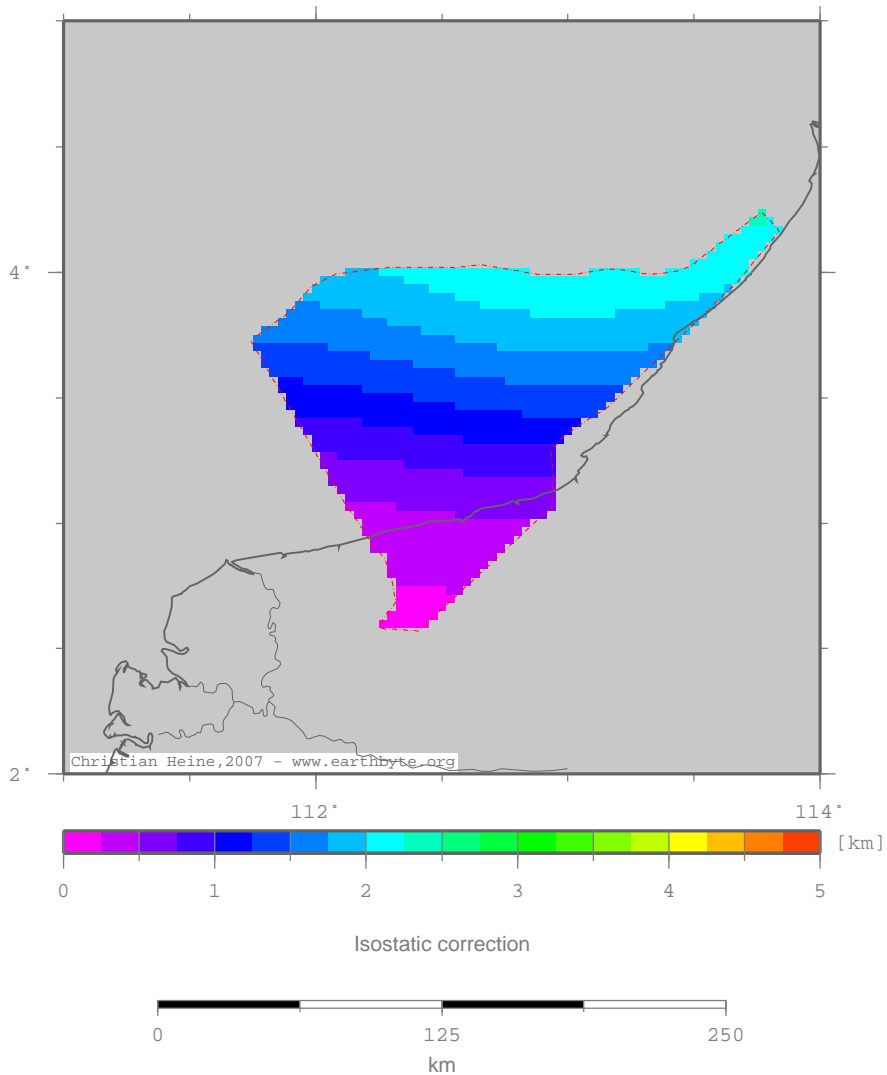 4°
2°
Christian Heine,2007 - www.earthbyte.org
112°
114°
[km]
0 1 2 3 4 5
Isostatic correction
0 125 250
km